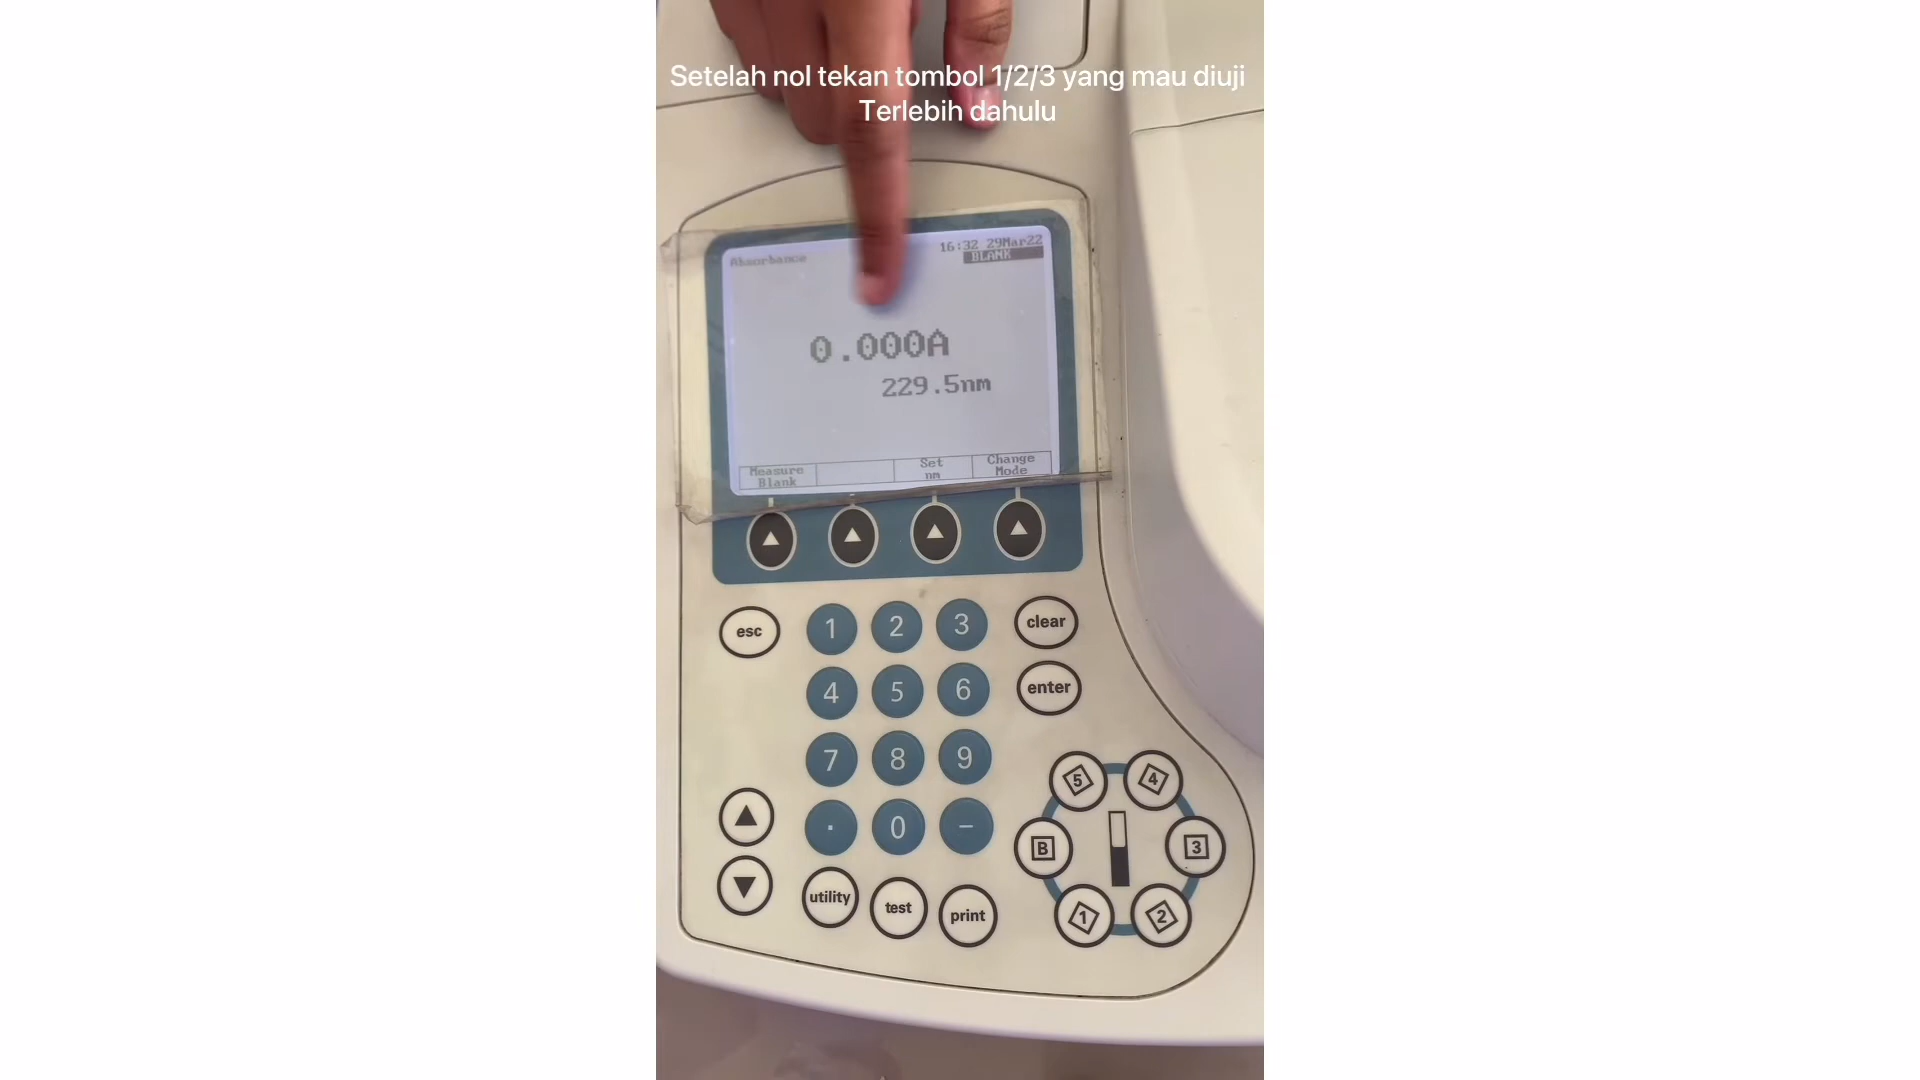 Setelah nol tekan tombol 1/2/3 yang mau diuji
Terlebih dahulu
16:32 29Mar22
Absorbance
BLANK
0.000A
229.5nm
Measure
Blank
Set
nm
Change
Mode
esc
1
2
3
clear
4
5
6
enter
7
8
9
5
4
.
0
-
B
3
utility
test
print
1
2